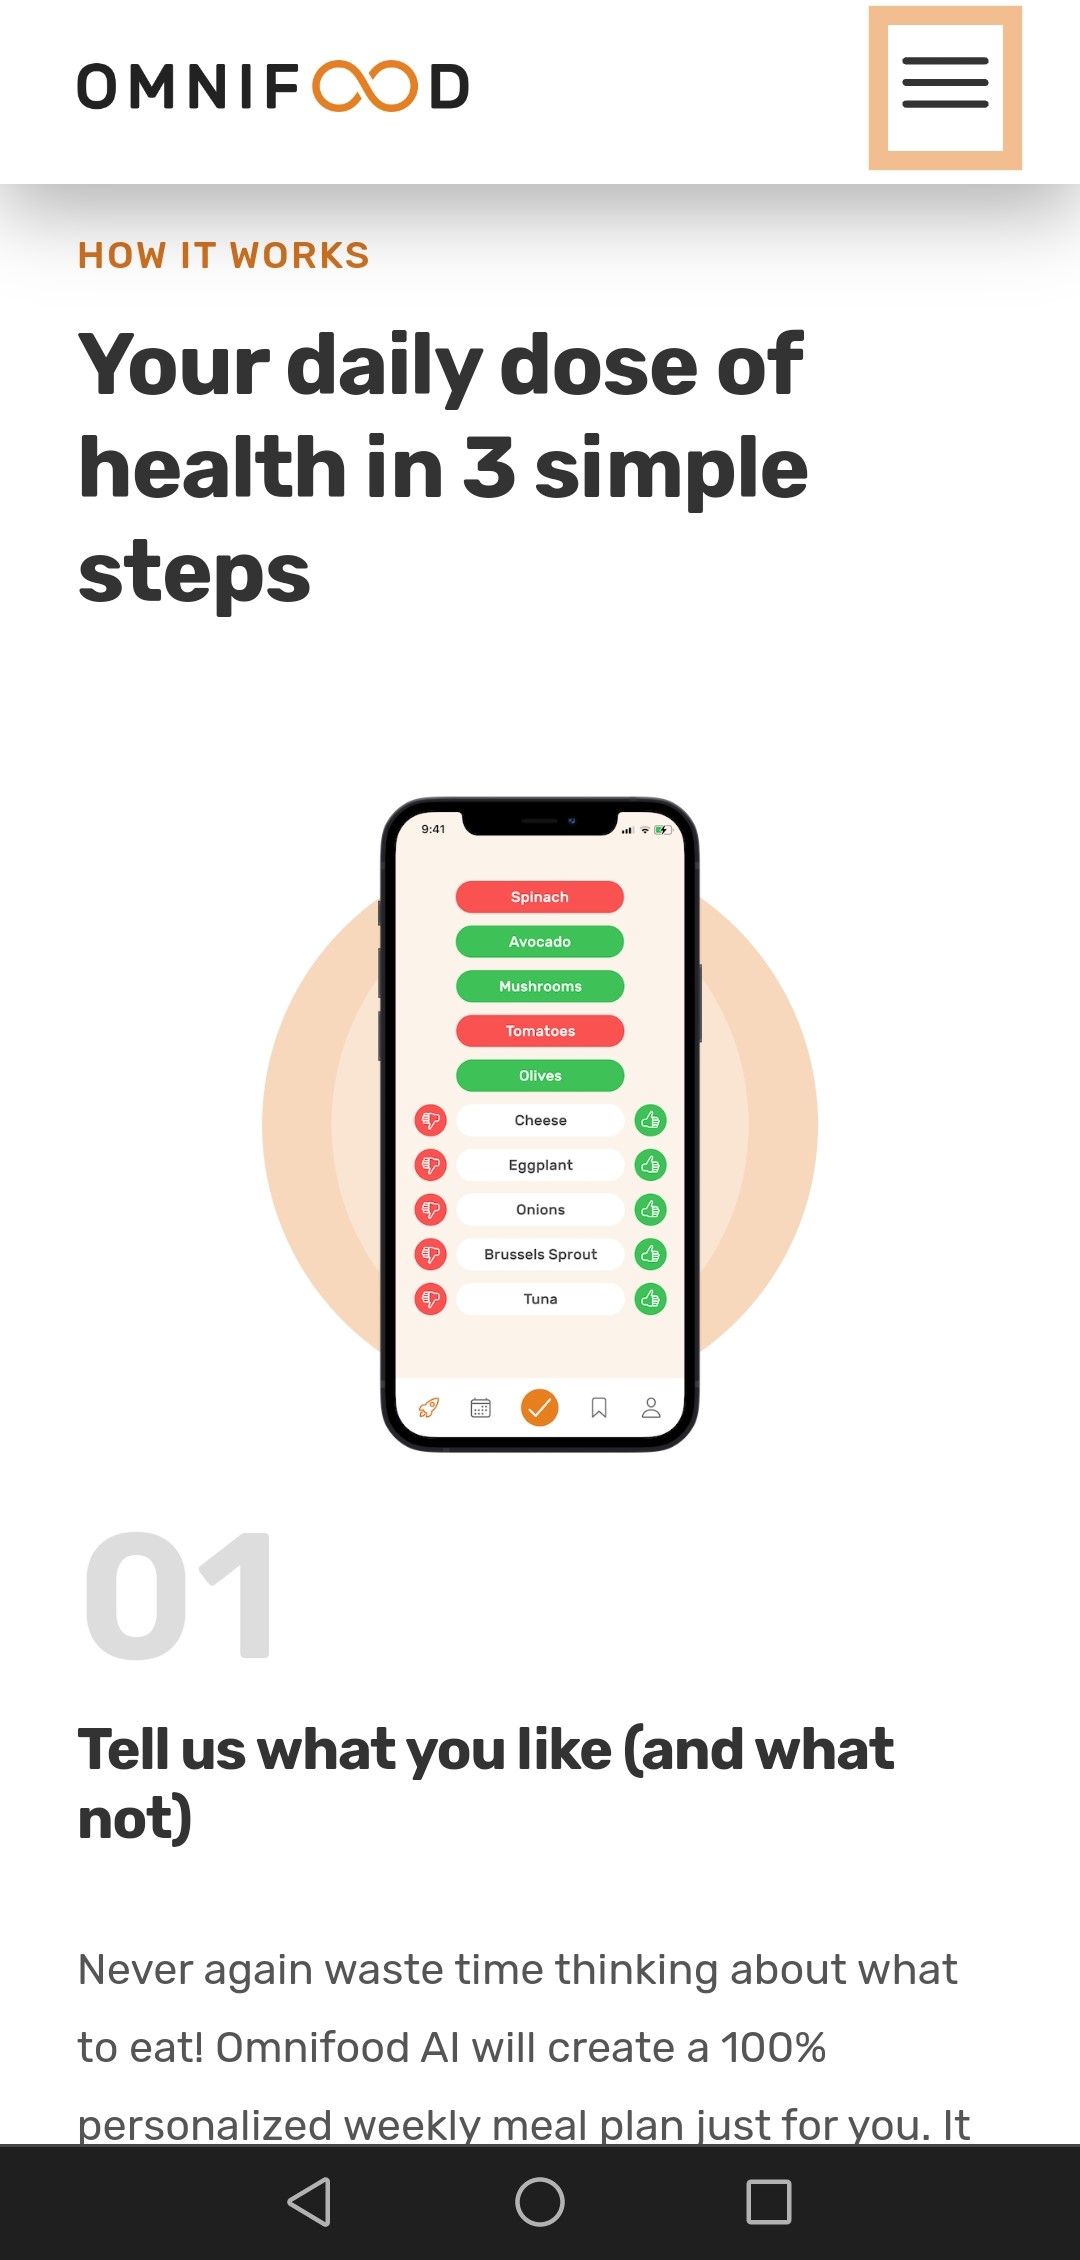 OMNIFOOD
HOW IT WORKS
Your daily dose of
health in 3 simple
steps
9:41
Spinach
Avocado
Mushrooms
Tomatoes
Olives
Cheese
Eggplant
Onions
Brussels Sprout
Tuna
01
Tell us what you like (and what
not)
Never again waste time thinking about what
to eat! Omnifood AI will create a 100%
personalized weekly meal plan just for you. It